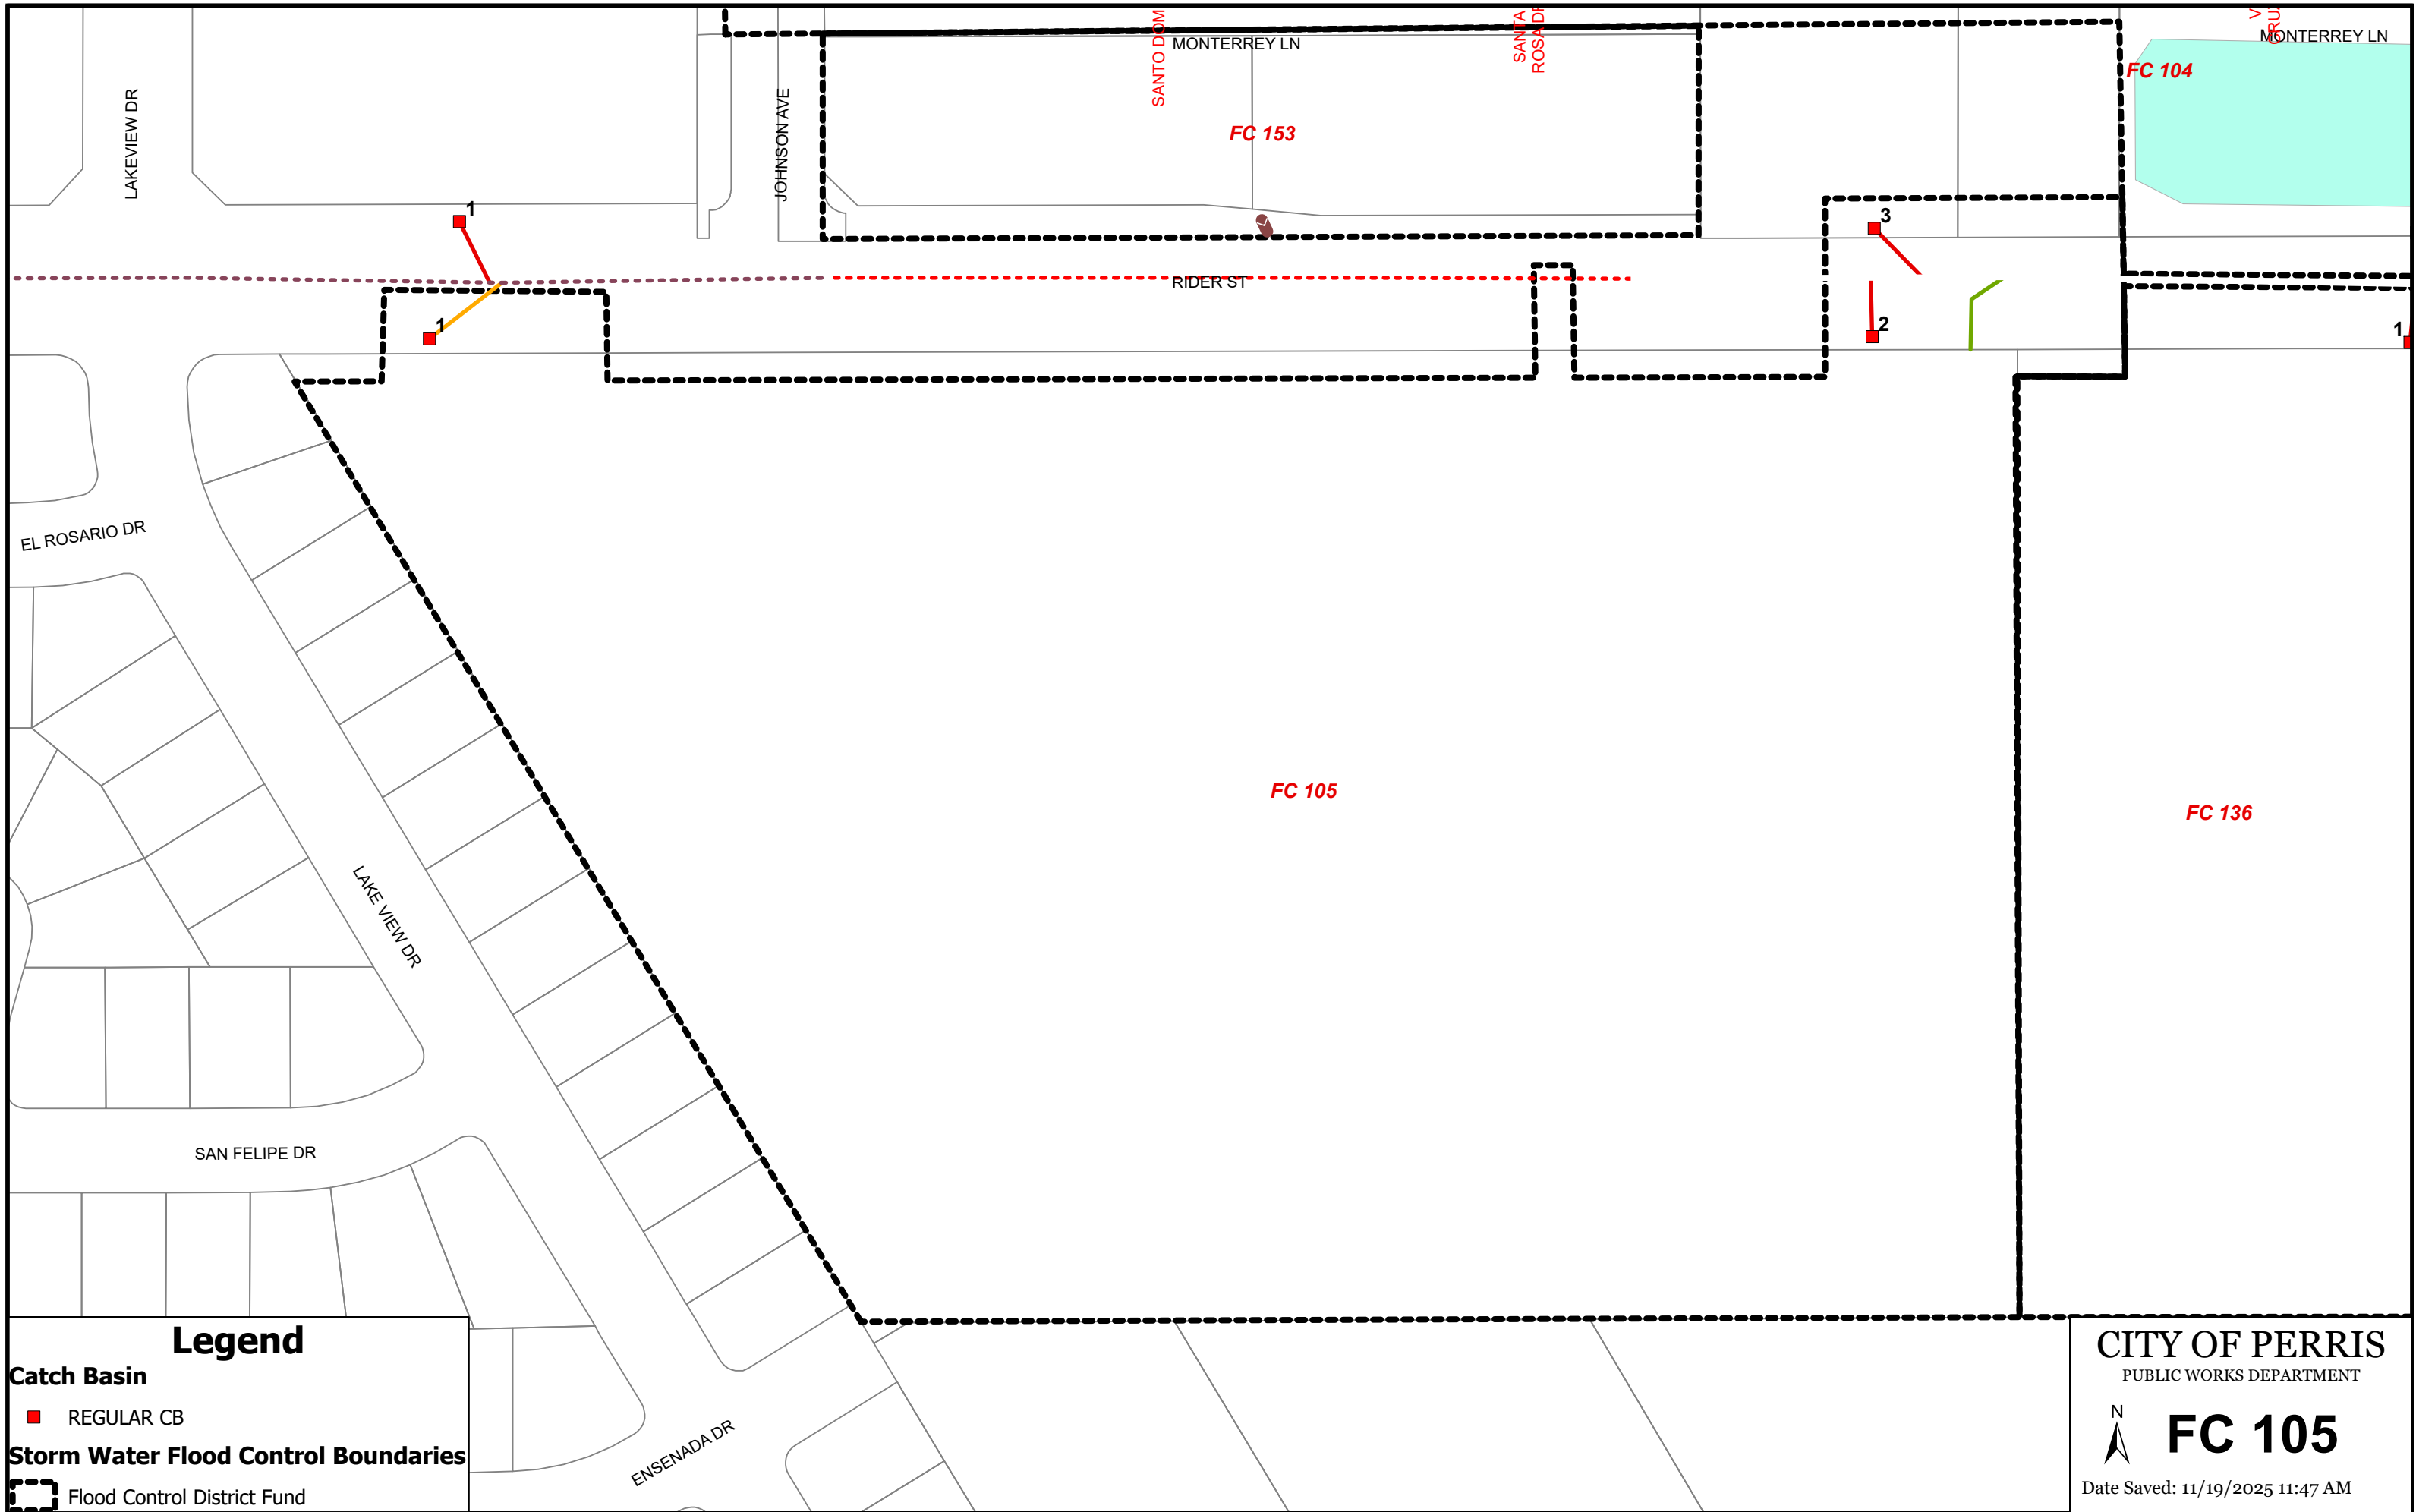 MONTERREY LN
MONTERREY LN
SANTO DOM
SANTA
ROSA DR
V
CRUZ
FC 104
LAKEVIEW DR
JOHNSON AVE
FC 153
1
3
RIDER ST
1
2
1
EL ROSARIO DR
FC 105
FC 136
LAKE VIEW DR
SAN FELIPE DR
ENSENADA DR
Legend
Catch Basin
REGULAR CB
Storm Water Flood Control Boundaries
Flood Control District Fund
CITY OF PERRIS
PUBLIC WORKS DEPARTMENT
N
FC 105
Date Saved: 11/19/2025 11:47 AM